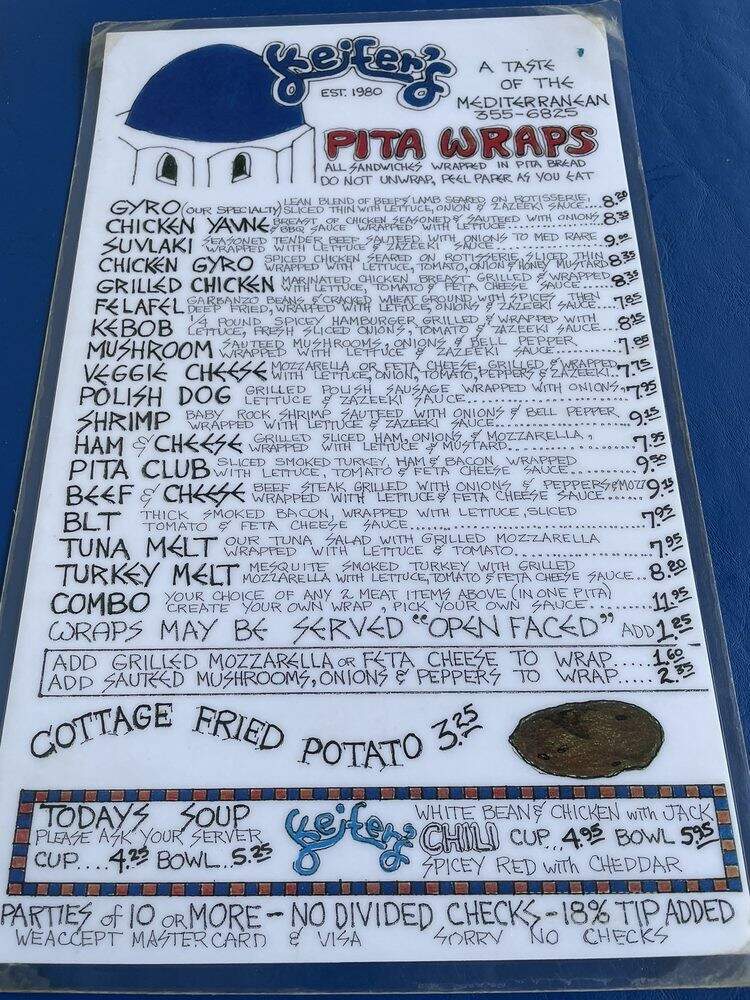 Keifer's
EST. 1980
A TASTE
OF THE
MEDITERRANEAN
355-6825
PITA WRAPS
ALL SANDWICHES WRAPPED IN PITA BREAD
DO NOT UNWRAP, PEEL PAPER AS YOU EAT
GYRO (OUR SPECIALTY) LEAN BLEND OF BEEF & LAMB SEARED ON ROTISSERIE,
SLICED THIN WITH LETTUCE, ONION & ZAZEEKI SAUCE... 8.20
CHICKEN YAVNE BREAST OF CHICKEN SEASONED & SAUTEED WITH ONIONS
& BBQ SAUCE WRAPPED WITH LETTUCE... 8.35
SUVLAKI SEASONED TENDER BEEF SAUTEED WITH ONIONS TO MED RARE
WRAPPED WITH LETTUCE & ZAZEEKI SAUCE... 9.00
CHICKEN GYRO SPICED CHICKEN SEARED ON ROTISSERIE, SLICED THIN
WRAPPED WITH LETTUCE, TOMATO, ONION & HONEY MUSTARD 8.35
GRILLED CHICKEN MARINATED CHICKEN BREAST GRILLED & WRAPPED
WITH LETTUCE, TOMATO & FETA CHEESE SAUCE... 8.35
FELAFEL GARBANZO BEANS & CRACKED WHEAT GROUND WITH SPICES THEN
DEEP FRIED, WRAPPED WITH LETTUCE, ONIONS & ZAZEEKI SAUCE... 7.85
KEBOB 1/4 POUND SPICEY HAMBURGER GRILLED & WRAPPED WITH
LETTUCE, FRESH SLICED ONIONS, TOMATO & ZAZEEKI SAUCE... 8.15
MUSHROOM SAUTEED MUSHROOMS, ONIONS & BELL PEPPER
WRAPPED WITH LETTUCE & ZAZEEKI SAUCE...
VEGGIE CHEESE MOZZARELLA OR FETA CHEESE, GRILLED & WRAPPED
WITH LETTUCE, ONION, TOMATO, PEPPERS & ZAZEEKI... 7.75
POLISH DOG GRILLED POLISH SAUSAGE WRAPPED WITH ONIONS,
LETTUCE & ZAZEEKI SAUCE... 7.95
SHRIMP BABY ROCK SHRIMP SAUTEED WITH ONIONS & BELL PEPPER
WRAPPED WITH LETTUCE & ZAZEEKI SAUCE... 9.15
HAM & CHEESE GRILLED SLICED HAM, ONIONS & MOZZARELLA,
WRAPPED WITH LETTUCE & MUSTARD... 7.95
PITA CLUB SLICED SMOKED TURKEY, HAM & BACON WRAPPED
WITH LETTUCE, TOMATO & FETA CHEESE SAUCE... 9.50
BEEF & CHEESE BEEF STEAK GRILLED WITH ONIONS & PEPPERS & MOZZ
WRAPPED WITH LETTUCE & FETA CHEESE SAUCE... 9.15
BLT THICK SMOKED BACON, WRAPPED WITH LETTUCE, SLICED
TOMATO & FETA CHEESE SAUCE... 7.95
TUNA MELT OUR TUNA SALAD WITH GRILLED MOZZARELLA
WRAPPED WITH LETTUCE & TOMATO... 7.95
TURKEY MELT MESQUITE SMOKED TURKEY WITH GRILLED
MOZZARELLA WITH LETTUCE, TOMATO & FETA CHEESE SAUCE... 8.20
COMBO YOUR CHOICE OF ANY 2 MEAT ITEMS ABOVE (IN ONE PITA)
CREATE YOUR OWN WRAP, PICK YOUR OWN SAUCE... 11.95
WRAPS MAY BE SERVED "OPEN FACED" ADD 1.25
ADD GRILLED MOZZARELLA OR FETA CHEESE TO WRAP..... 1.60
ADD SAUTEED MUSHROOMS, ONIONS & PEPPERS TO WRAP..... 2.35
COTTAGE FRIED POTATO 3.25
TODAYS SOUP
PLEASE ASK YOUR SERVER
CUP.... 4.25 BOWL.. 5.25
Keifer's
WHITE BEAN & CHICKEN with JACK
CHILI CUP... 4.95 BOWL 5.95
SPICEY RED with CHEDDAR
PARTIES of 10 OR MORE - NO DIVIDED CHECKS - 18% TIP ADDED
WE ACCEPT MASTER CARD & VISA SORRY NO CHECKS